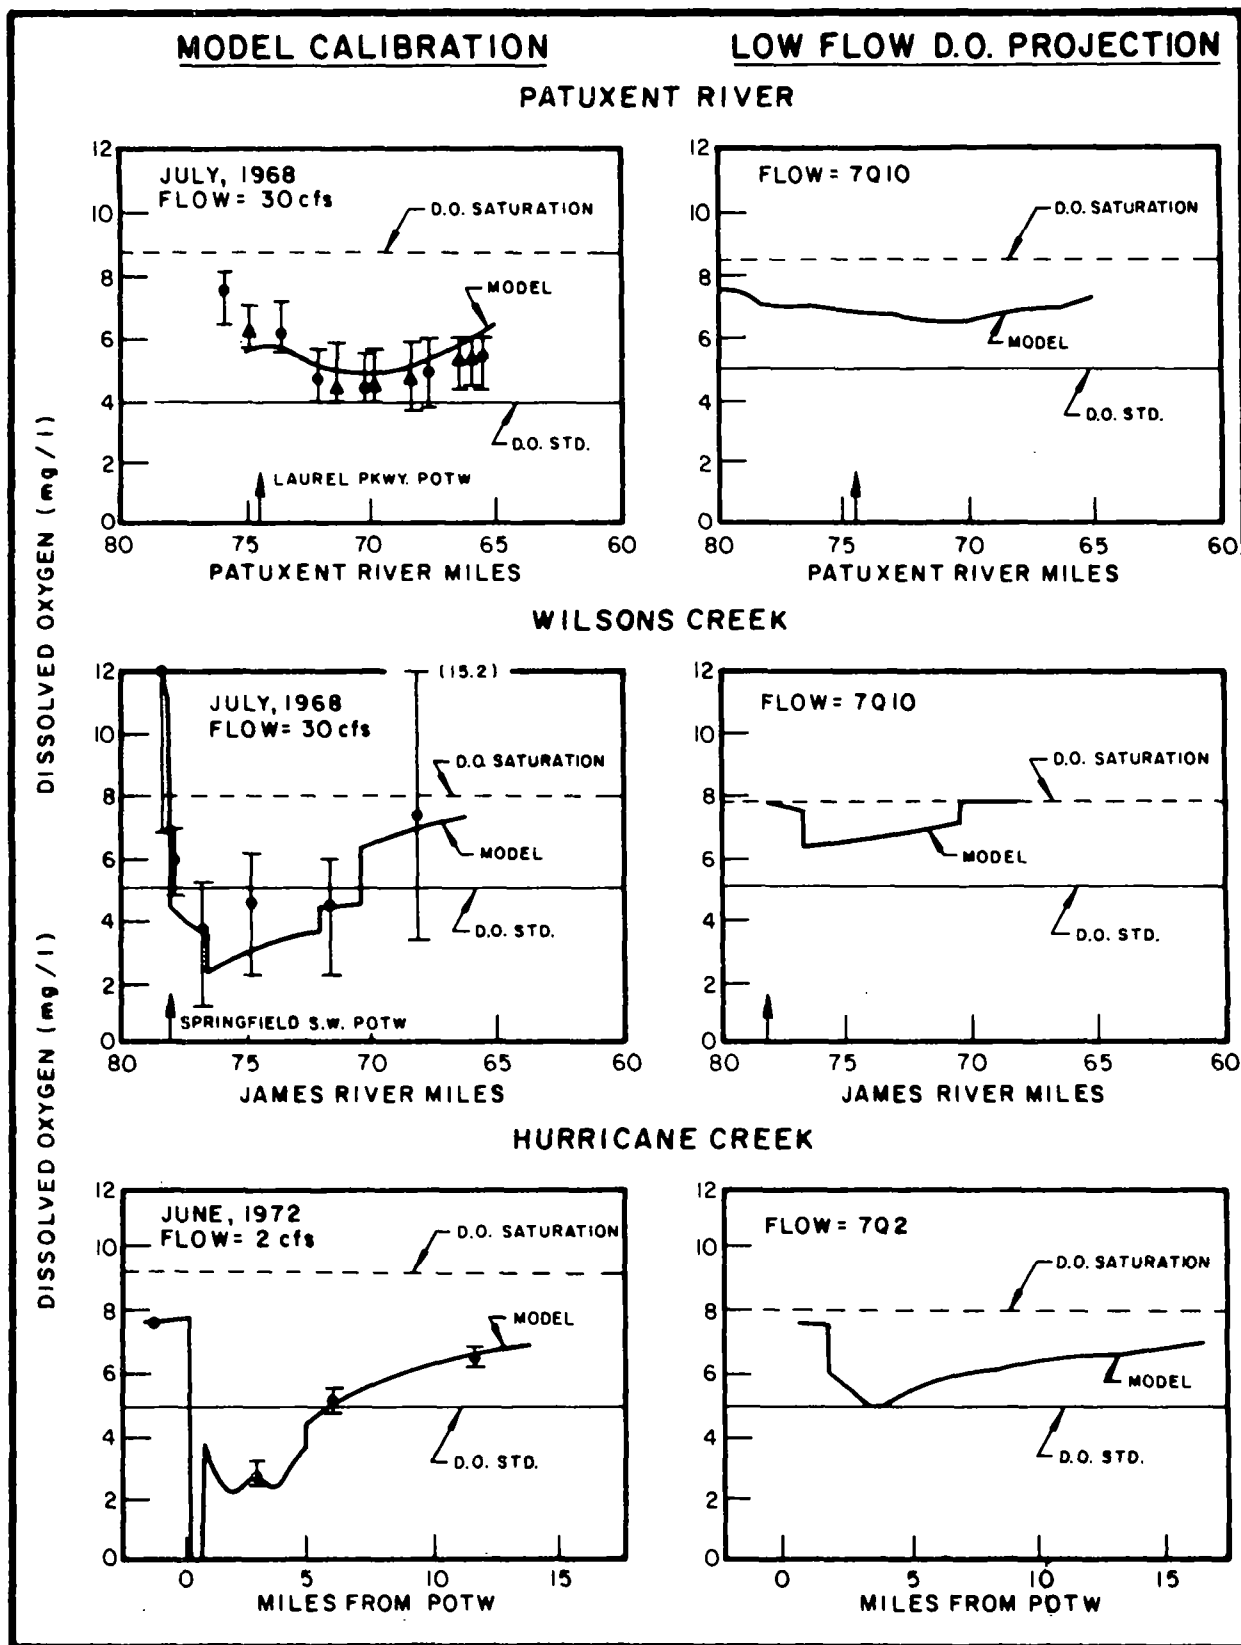 MODEL CALIBRATION
LOW FLOW D.O. PROJECTION
PATUXENT RIVER
DISSOLVED OXYGEN (mg/l)
DISSOLVED OXYGEN (mg/l)
DISSOLVED OXYGEN (mg/l)
12
10
8
6
4
2
0
JULY, 1968
FLOW= 30 cfs
D.O. SATURATION
MODEL
D.O. STD.
LAUREL PKWY. POTW
80 75 70 65 60
PATUXENT RIVER MILES
12
10
8
6
4
2
0
FLOW = 7Q10
D.O. SATURATION
MODEL
D.O. STD.
80 75 70 65 60
PATUXENT RIVER MILES
WILSONS CREEK
12
10
8
6
4
2
0
(15.2)
JULY, 1968
FLOW= 30 cfs
D.O. SATURATION
MODEL
D.O. STD.
SPRINGFIELD S.W. POTW
80 75 70 65 60
JAMES RIVER MILES
12
10
8
6
4
2
0
FLOW = 7Q10
D.O. SATURATION
MODEL
D.O. STD.
80 75 70 65 60
JAMES RIVER MILES
HURRICANE CREEK
12
10
8
6
4
2
0
JUNE, 1972
FLOW= 2 cfs
D.O. SATURATION
MODEL
D.O. STD.
0 5 10 15
MILES FROM POTW
12
10
8
6
4
2
0
FLOW = 7Q2
D.O. SATURATION
MODEL
D.O. STD.
0 5 10 15
MILES FROM POTW